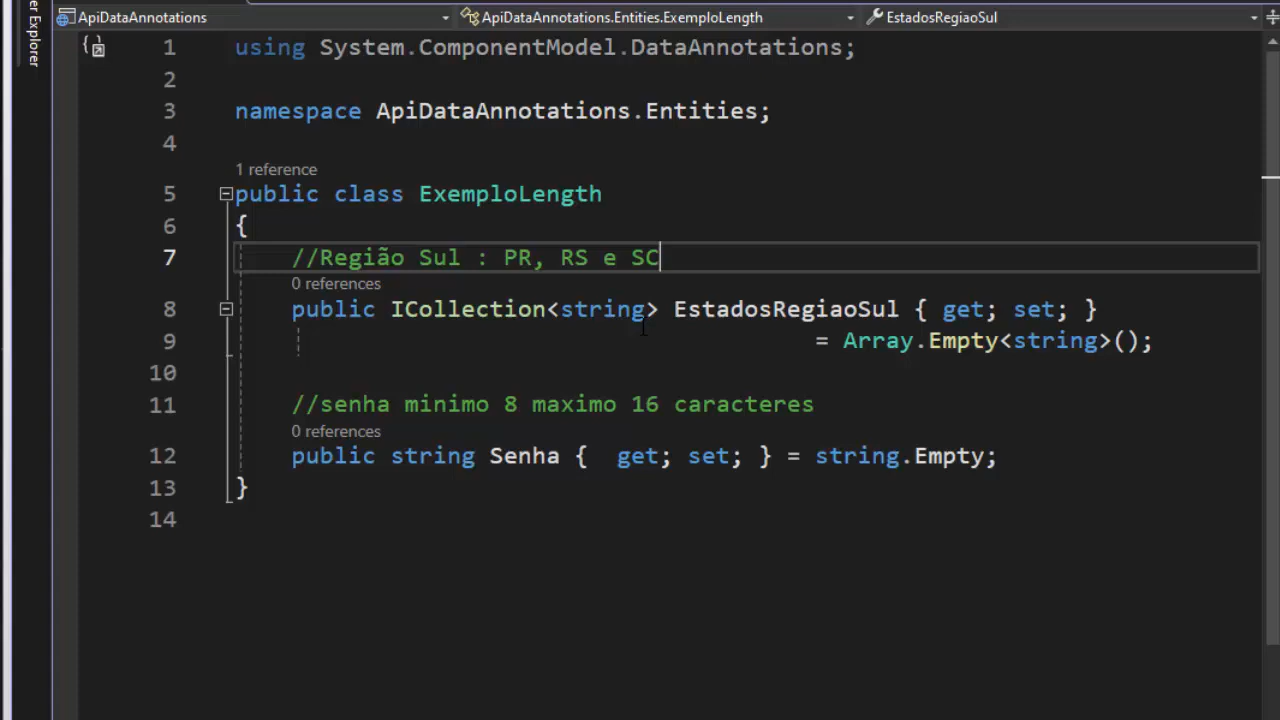 er Explorer
ApiDataAnnotations ApiDataAnnotations.Entities.ExemploLength EstadosRegiaoSul
1 using System.ComponentModel.DataAnnotations;
2
3 namespace ApiDataAnnotations.Entities;
4
1 reference
5 public class ExemploLength
6 {
7 //Região Sul : PR, RS e SC
0 references
8 public ICollection<string> EstadosRegiaoSul { get; set; }
9 = Array.Empty<string>();
10
11 //senha minimo 8 maximo 16 caracteres
0 references
12 public string Senha {  get; set; } = string.Empty;
13 }
14